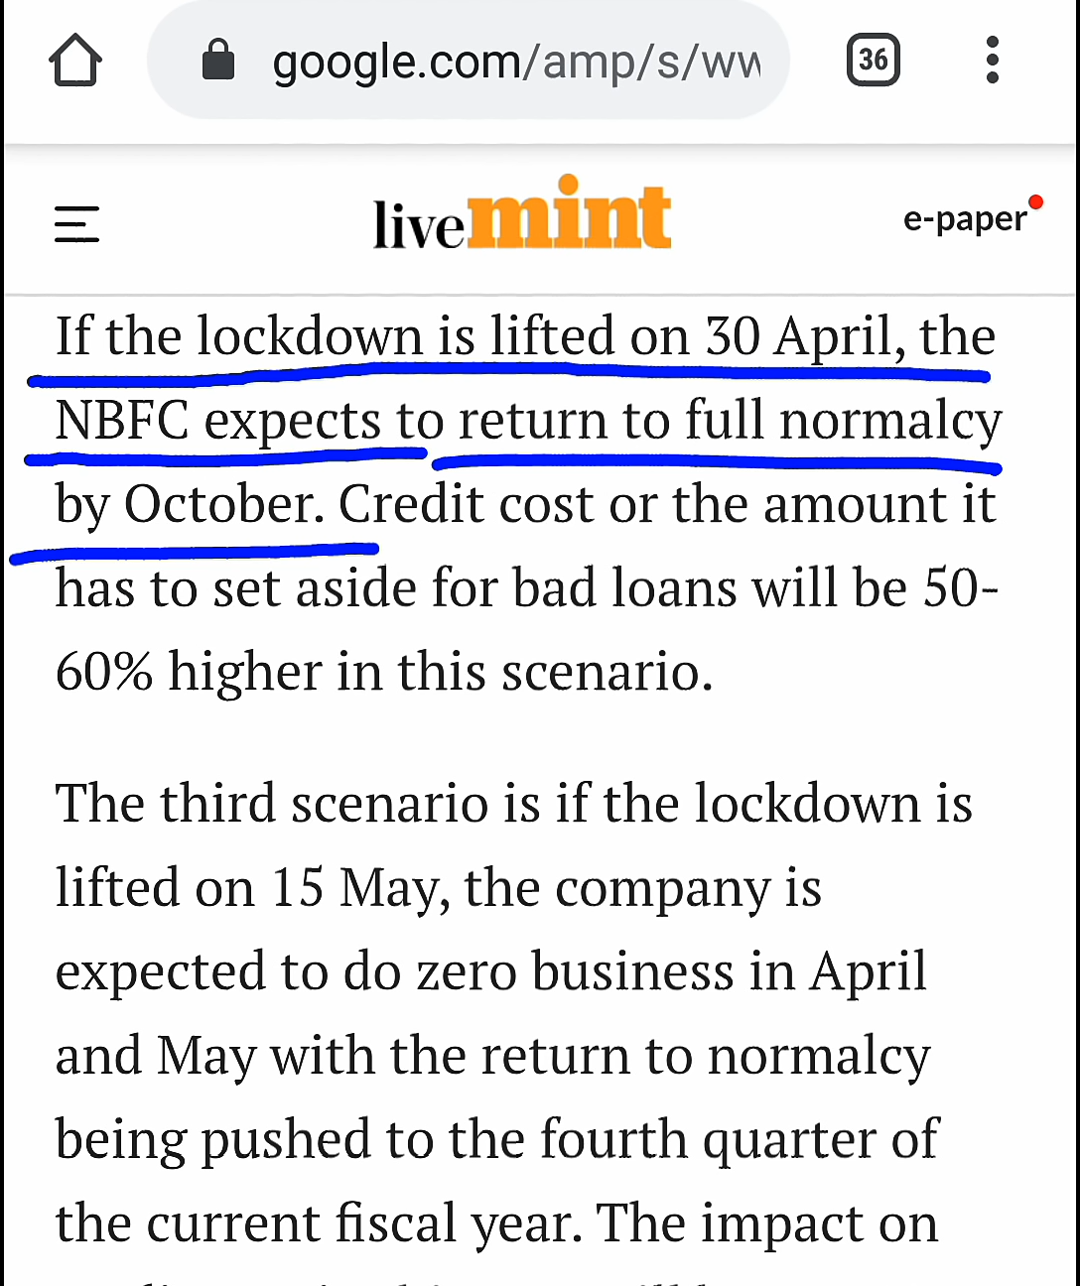 google.com/amp/s/ww
36
livemint
e-paper
If the lockdown is lifted on 30 April, the
NBFC expects to return to full normalcy
by October. Credit cost or the amount it
has to set aside for bad loans will be 50-
60% higher in this scenario.
The third scenario is if the lockdown is
lifted on 15 May, the company is
expected to do zero business in April
and May with the return to normalcy
being pushed to the fourth quarter of
the current fiscal year. The impact on